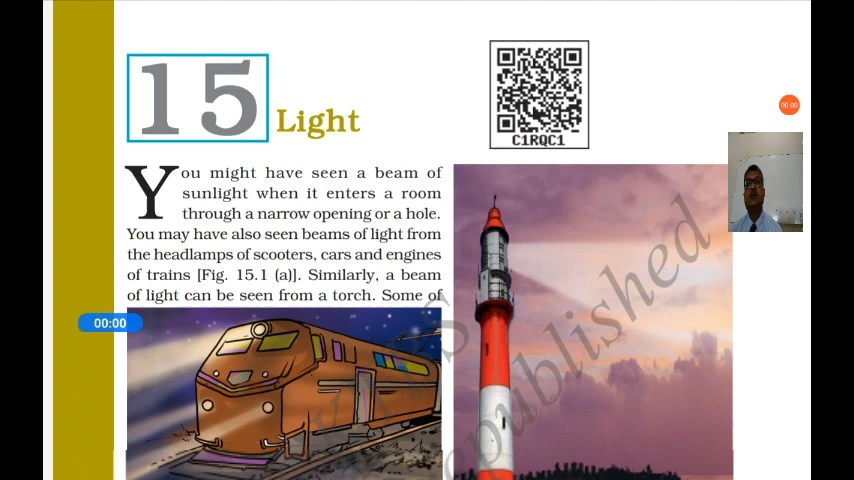 15
Light
C1RQC1
00:00
You might have seen a beam of
sunlight when it enters a room
through a narrow opening or a hole.
You may have also seen beams of light from
the headlamps of scooters, cars and engines
of trains [Fig. 15.1 (a)]. Similarly, a beam
of light can be seen from a torch. Some of
00:00